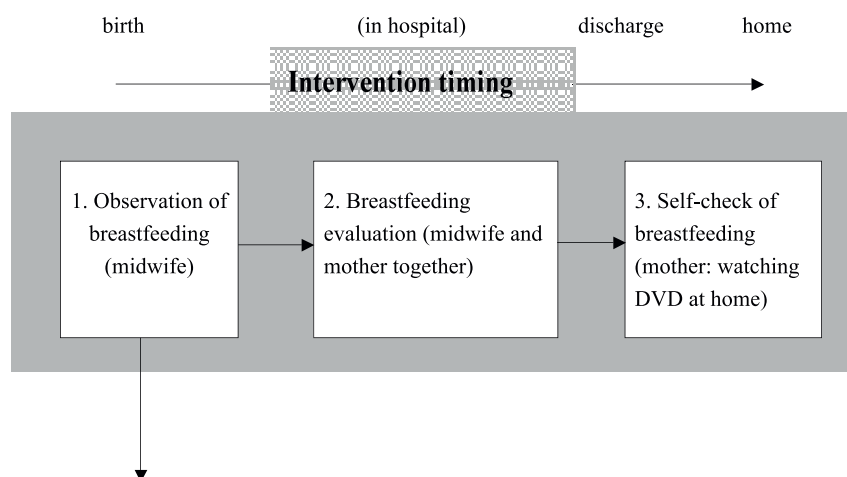 birth (in hospital) discharge home
Intervention timing
1. Observation of
breastfeeding
(midwife)
2. Breastfeeding
evaluation (midwife and
mother together)
3. Self-check of
breastfeeding
(mother: watching
DVD at home)